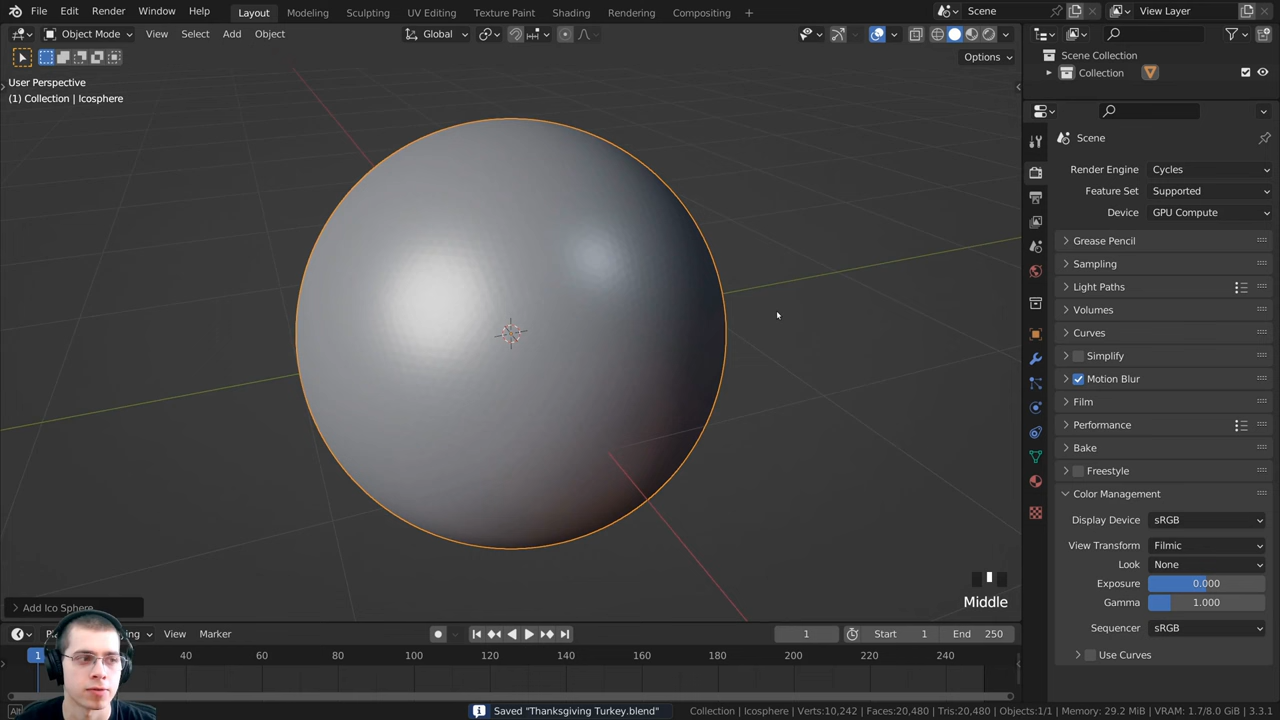 File Edit Render Window Help Layout Modeling Sculpting UV Editing Texture Paint Shading Rendering Compositing Scene View Layer
Object Mode View Select Add Object Global
Options
User Perspective
(1) Collection | Icosphere
Scene Collection
Collection
Scene
Render Engine Cycles
Feature Set Supported
Device GPU Compute
Grease Pencil
Sampling
Light Paths
Volumes
Curves
Simplify
Motion Blur
Film
Performance
Bake
Freestyle
Color Management
Display Device sRGB
View Transform Filmic
Look None
Exposure 0.000
Gamma 1.000
Sequencer sRGB
Use Curves
Middle
Add Ico Sphere
View Marker 1 Start 1 End 250
1 40 60 80 100 120 140 160 180 200 220 240
Saved "Thanksgiving Turkey.blend" Collection | Icosphere | Verts:10,242 | Faces:20,480 | Tris:20,480 | Objects:1/1 | Memory: 29.2 MiB | VRAM: 1.7/8.0 GiB | 3.3.1